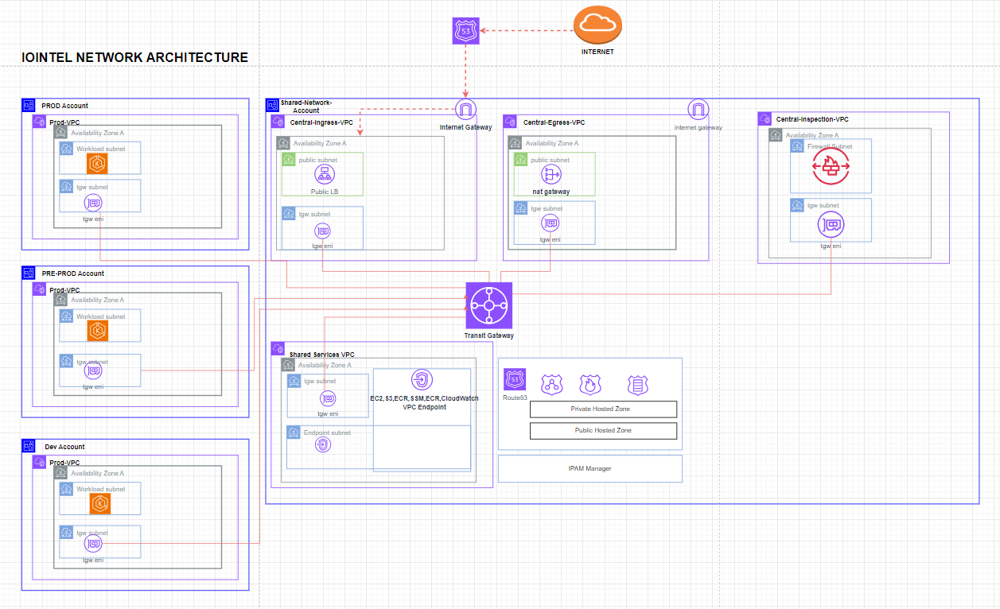 53
INTERNET
IOINTEL NETWORK ARCHITECTURE
PROD Account
Prod-VPC
Availability Zone A
Workload subnet
tgw subnet
tgw eni
PRE-PROD Account
Prod-VPC
Availability Zone A
Workload subnet
tgw subnet
tgw eni
Dev Account
Prod-VPC
Availability Zone A
Workload subnet
tgw subnet
tgw eni
Shared-Network-
Account
Internet Gateway
Central-Ingress-VPC
Availability Zone A
public subnet
Public LB
tgw subnet
tgw eni
internet gateway
Central-Egress-VPC
Availability Zone A
public subnet
nat gateway
tgw subnet
tgw eni
Central-Inspection-VPC
Availability Zone A
Firewall Subnet
tgw subnet
tgw eni
Transit Gateway
Shared Services VPC
Availability Zone A
tgw subnet
tgw eni
EC2,S3,ECR,SSM,ECR,CloudWatch
VPC Endpoint
Endpoint subnet
53
Route53
Private Hosted Zone
Public Hosted Zone
IPAM Manager